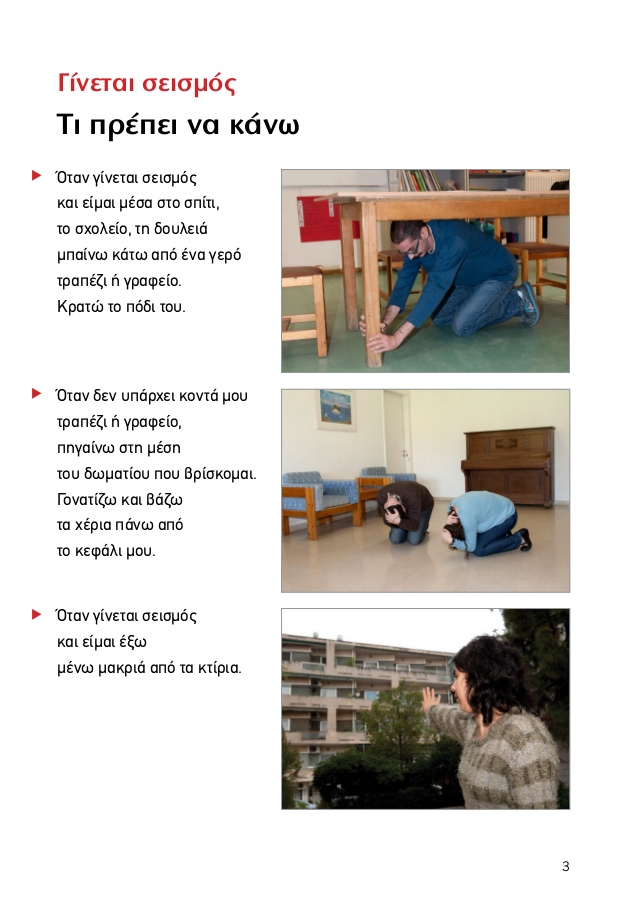 Γίνεται σεισμός
Τι πρέπει να κάνω
Όταν γίνεται σεισμός
και είμαι μέσα στο σπίτι,
το σχολείο, τη δουλειά
μπαίνω κάτω από ένα γερό
τραπέζι ή γραφείο.
Κρατώ το πόδι του.
Όταν δεν υπάρχει κοντά μου
τραπέζι ή γραφείο,
πηγαίνω στη μέση
του δωματίου που βρίσκομαι.
Γονατίζω και βάζω
τα χέρια πάνω από
το κεφάλι μου.
Όταν γίνεται σεισμός
και είμαι έξω
μένω μακριά από τα κτίρια.
3